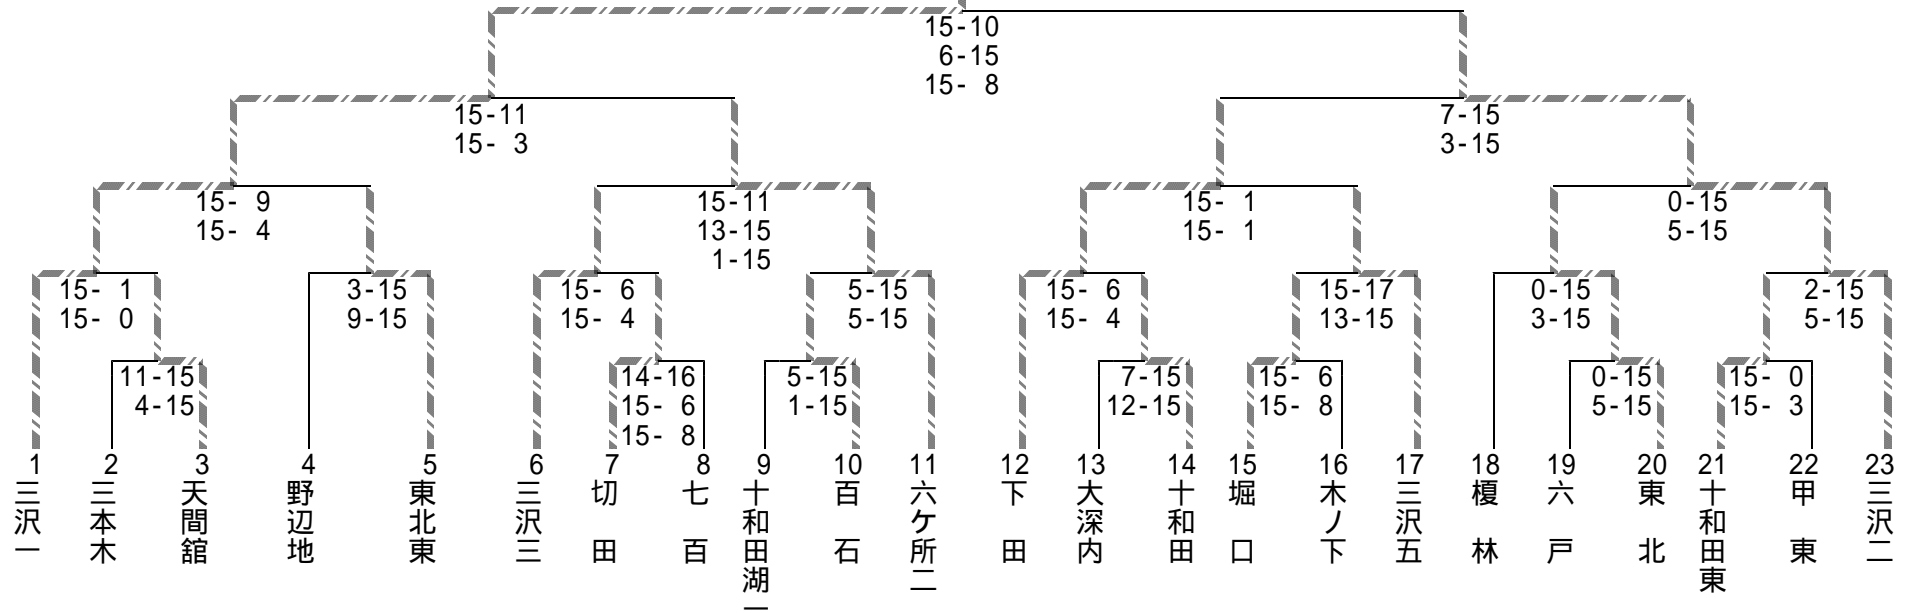 15-10
6-15
15- 8
15-11
15- 3
7-15
3-15
15- 9
15- 4
15-11
13-15
1-15
15- 1
15- 1
0-15
5-15
15- 1
15- 0
3-15
9-15
15- 6
15- 4
5-15
5-15
15- 6
15- 4
15-17
13-15
0-15
3-15
2-15
5-15
11-15
4-15
14-16
15- 6
15- 8
5-15
1-15
7-15
12-15
15- 6
15- 8
0-15
5-15
15- 0
15- 3
1 2 3 4 5 6 7 8 9 10 11 12 13 14 15 16 17 18 19 20 21 22 23
三沢一
三本木
天間舘
野辺地
東北東
三沢三
切田
七百
十和田湖一
百石
六ケ所二
下田
大深内
十和田
堀口
木ノ下
三沢五
榎林
六戸
東北
十和田東
甲東
三沢二